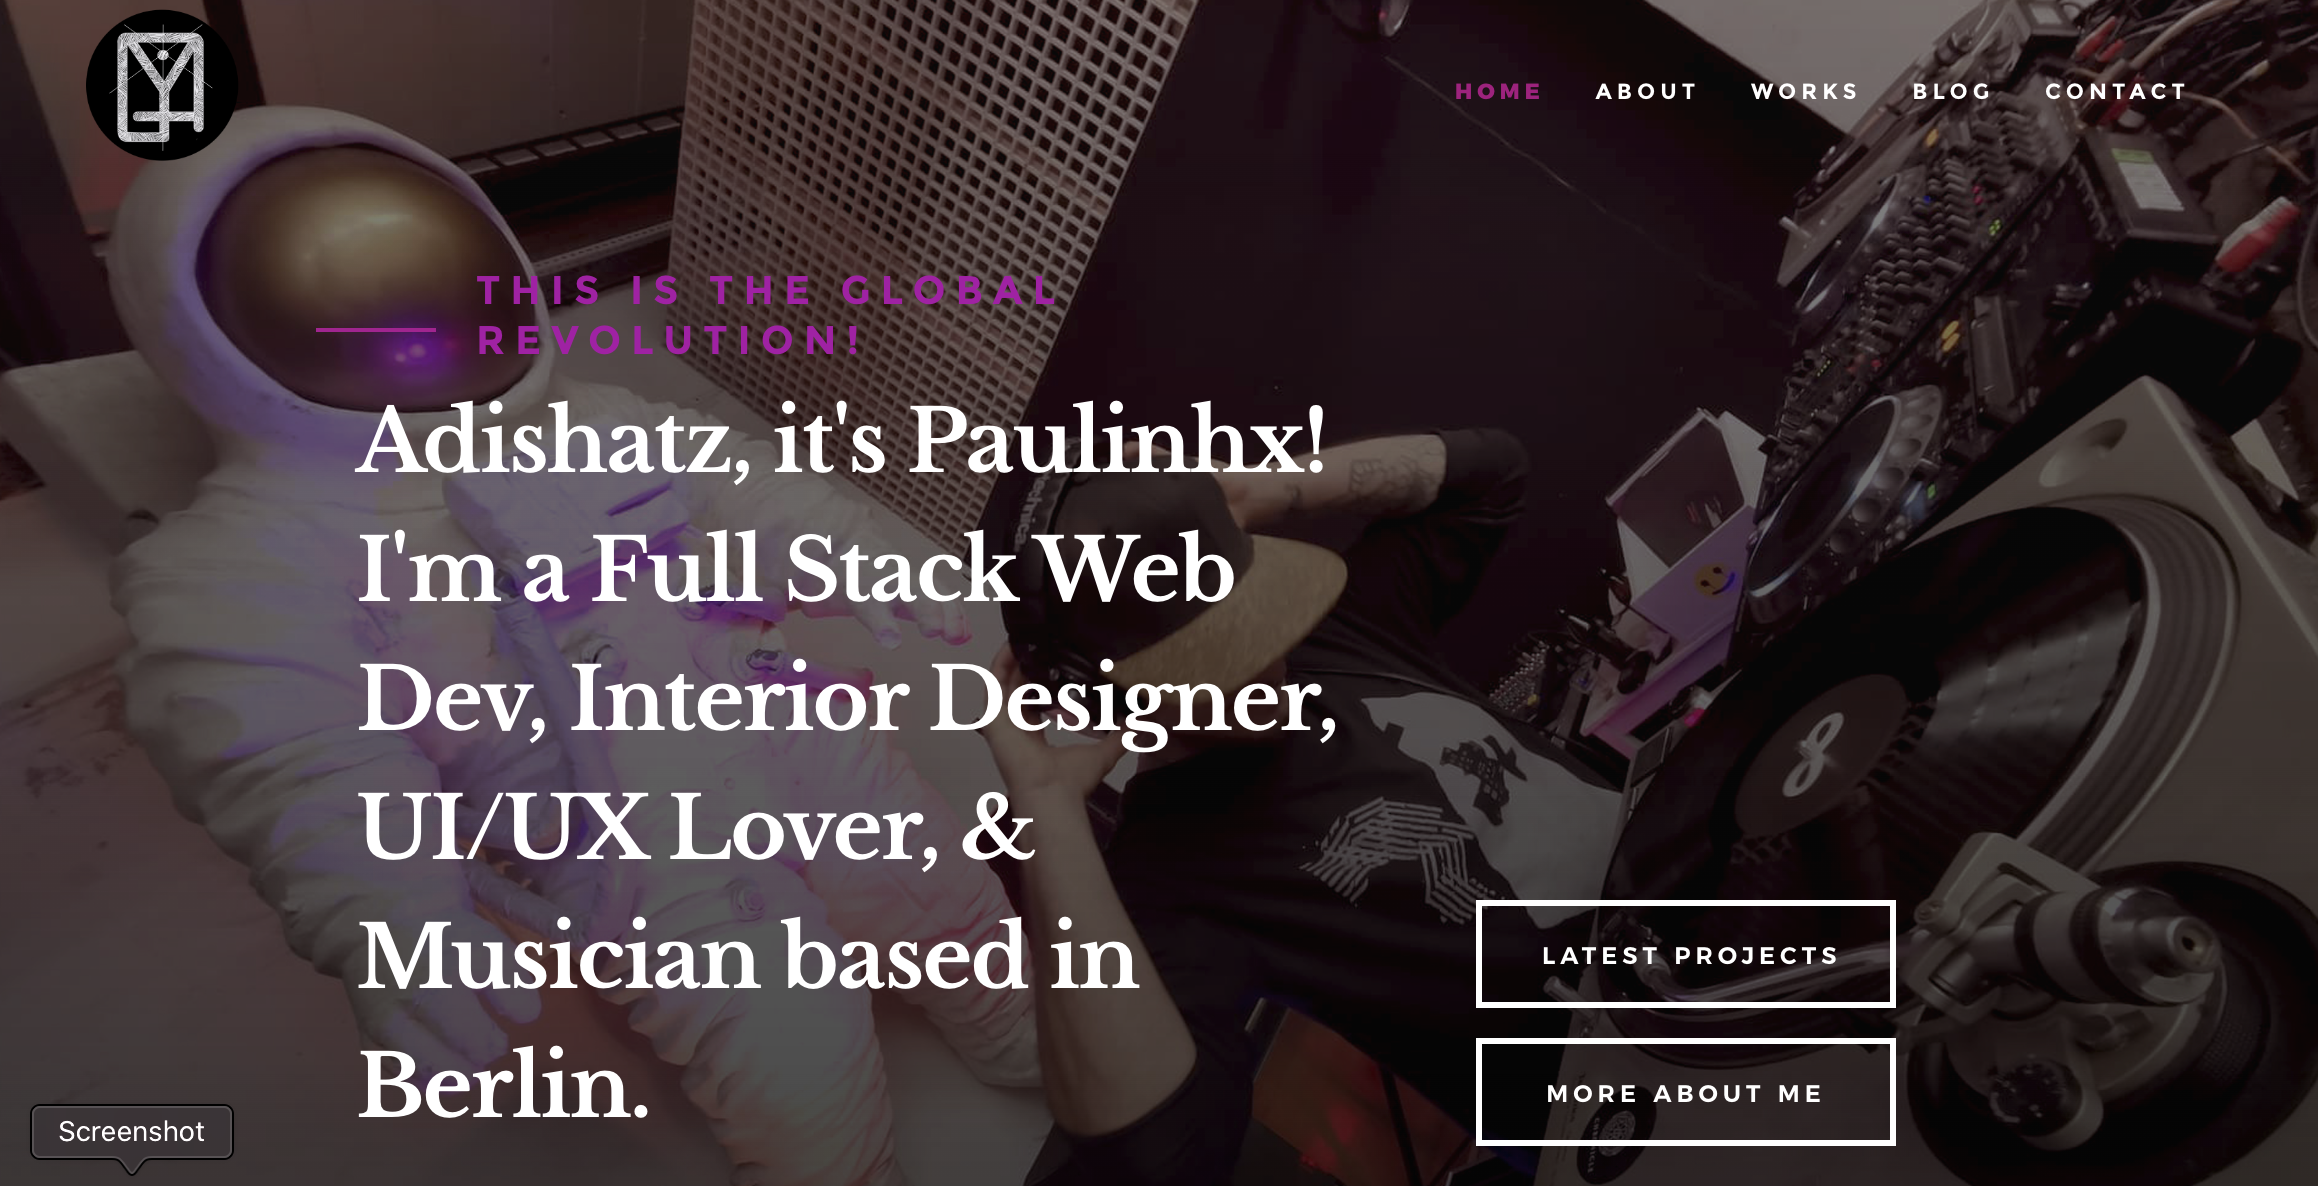 HOME ABOUT WORKS BLOG CONTACT
THIS IS THE GLOBAL
REVOLUTION!
Adishatz, it's Paulinhx!
I'm a Full Stack Web
Dev, Interior Designer,
UI/UX Lover, &
Musician based in
Berlin.
LATEST PROJECTS
MORE ABOUT ME
Screenshot